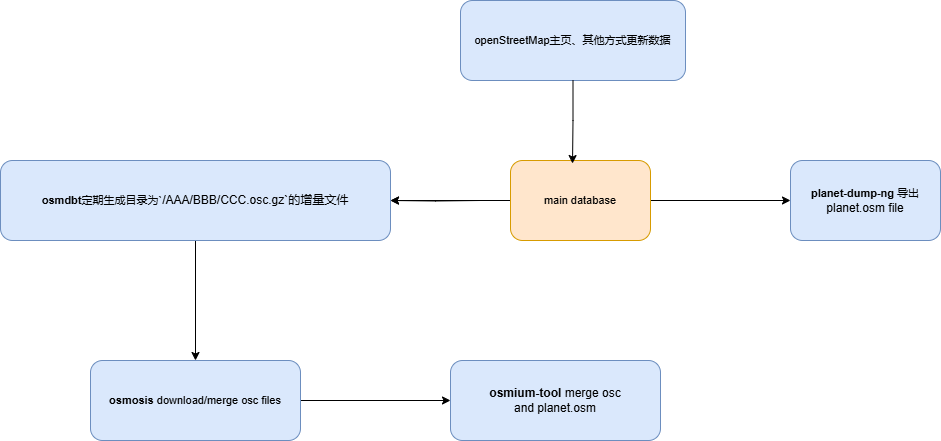 openStreetMap主页、其他方式更新数据
osmdbt定期生成目录为`/AAA/BBB/CCC.osc.gz`的增量文件
main database
planet-dump-ng 导出
planet.osm file
osmosis download/merge osc files
osmium-tool merge osc
and planet.osm